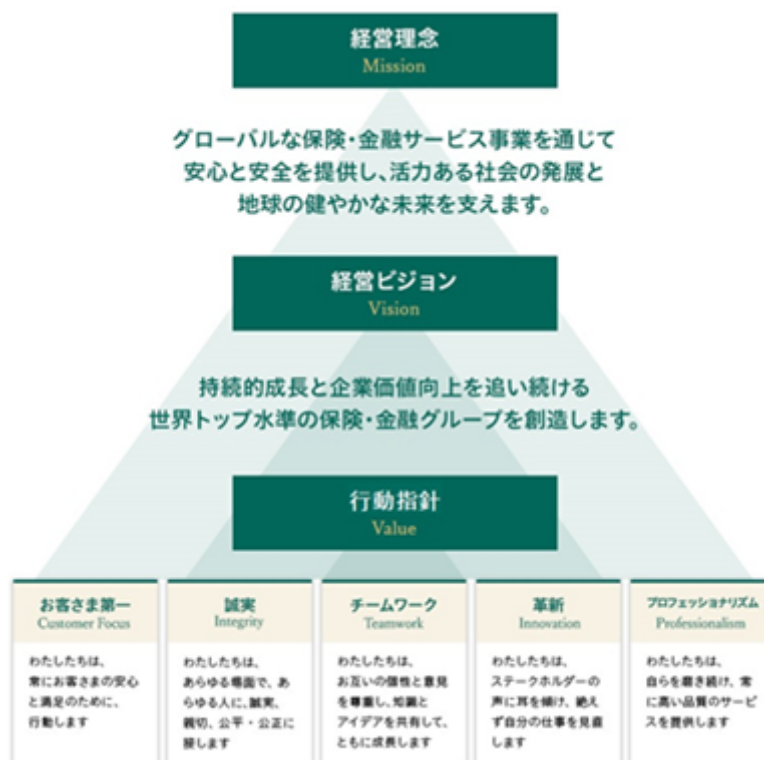 経営理念
Mission
グローバルな保険・金融サービス事業を通じて
安心と安全を提供し、活力ある社会の発展と
地球の健やかな未来を支えます。
経営ビジョン
Vision
持続的成長と企業価値向上を追い続ける
世界トップ水準の保険・金融グループを創造します。
行動指針
Value
お客さま第一
Customer Focus
わたしたちは、
常にお客さまの安心
と満足のために、
行動します
誠実
Integrity
わたしたちは、
あらゆる場面で、あ
らゆる人に、誠実、
親切、公平・公正に
接します
チームワーク
Teamwork
わたしたちは、
お互いの個性と意見
を尊重し、知識と
アイデアを共有して、
ともに成長します
革新
Innovation
わたしたちは、
ステークホルダーの
声に耳を傾け、絶え
ず自分の仕事を見直
します
プロフェッショナリズム
Professionalism
わたしたちは、
自らを磨き続け、常
に高い品質のサービ
スを提供します